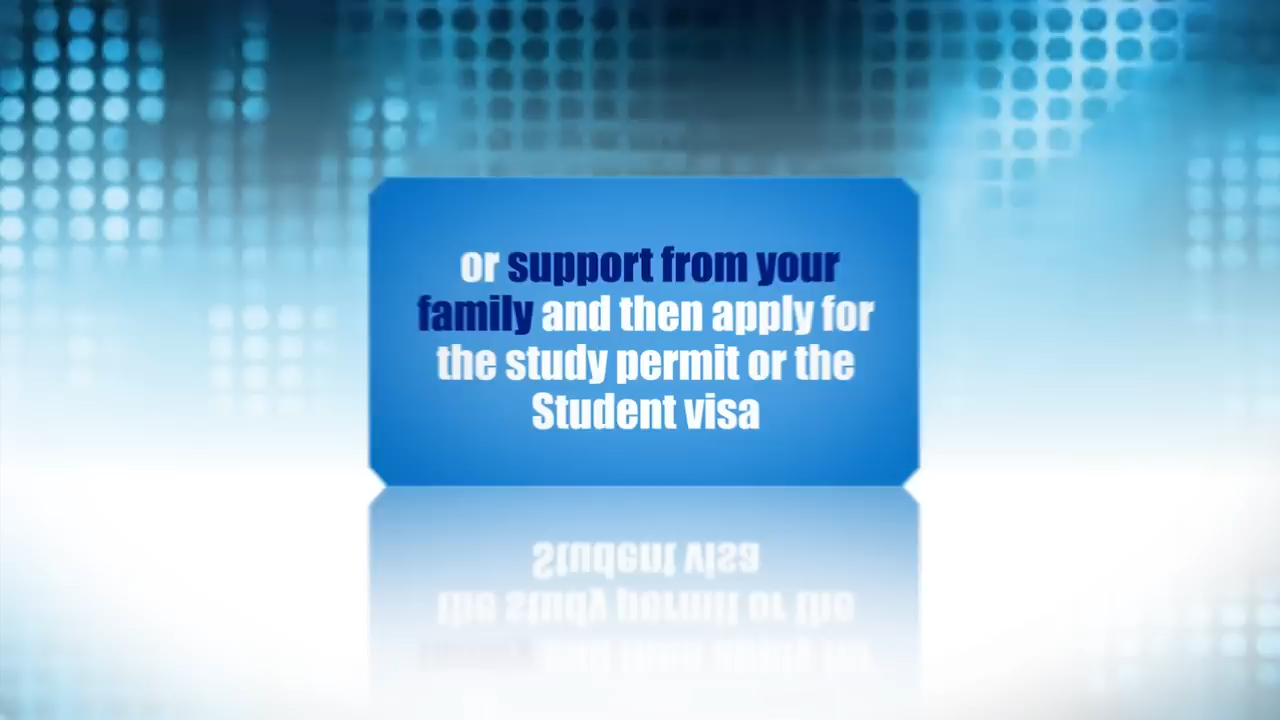 or support from your
family and then apply for
the study permit or the
Student visa